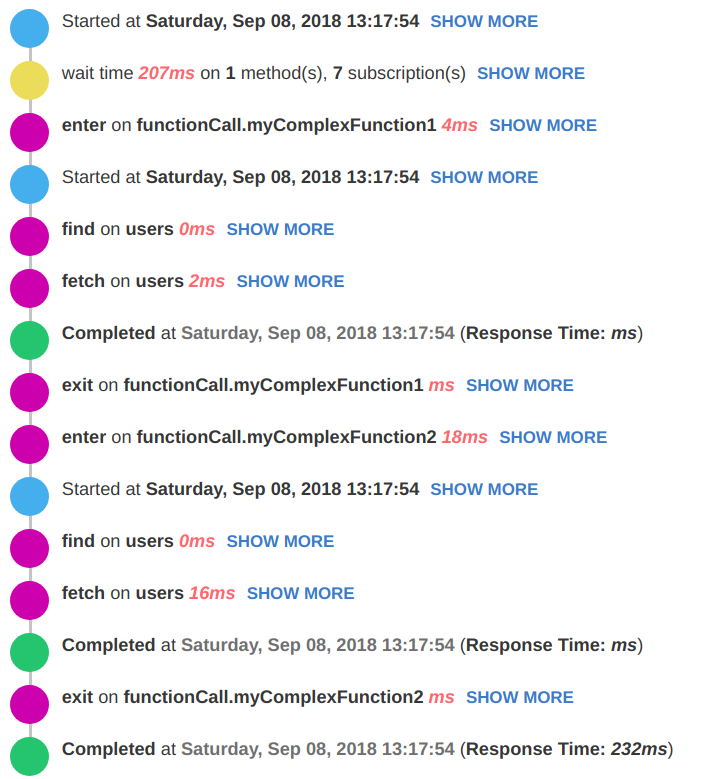 Started at Saturday, Sep 08, 2018 13:17:54 SHOW MORE
wait time 207ms on 1 method(s), 7 subscription(s) SHOW MORE
enter on functionCall.myComplexFunction1 4ms SHOW MORE
Started at Saturday, Sep 08, 2018 13:17:54 SHOW MORE
find on users 0ms SHOW MORE
fetch on users 2ms SHOW MORE
Completed at Saturday, Sep 08, 2018 13:17:54 (Response Time: ms)
exit on functionCall.myComplexFunction1 ms SHOW MORE
enter on functionCall.myComplexFunction2 18ms SHOW MORE
Started at Saturday, Sep 08, 2018 13:17:54 SHOW MORE
find on users 0ms SHOW MORE
fetch on users 16ms SHOW MORE
Completed at Saturday, Sep 08, 2018 13:17:54 (Response Time: ms)
exit on functionCall.myComplexFunction2 ms SHOW MORE
Completed at Saturday, Sep 08, 2018 13:17:54 (Response Time: 232ms)